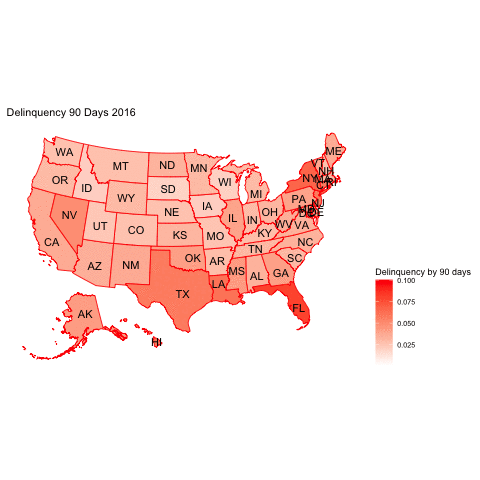 Delinquency 90 Days 2016
WA
MT
ND
MN
ME
VT
NH
OR
ID
SD
WI
MI
NY
MA
CT
RI
WY
NE
IA
PA
NJ
NV
UT
CO
IL
IN
OH
MD
DE
DC
CA
KS
MO
KY
WV
VA
AZ
NM
OK
AR
TN
NC
SC
TX
LA
MS
AL
GA
FL
AK
HI
Delinquency by 90 days
0.100
0.075
0.050
0.025